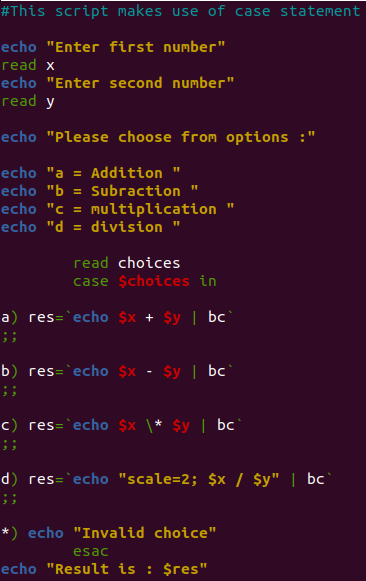 #This script makes use of case statement
echo "Enter first number"
read x
echo "Enter second number"
read y
echo "Please choose from options :"
echo "a = Addition "
echo "b = Subraction "
echo "c = multiplication "
echo "d = division "
read choices
case $choices in
a) res=`echo $x + $y | bc`
;;
b) res=`echo $x - $y | bc`
;;
c) res=`echo $x \* $y | bc`
;;
d) res=`echo "scale=2; $x / $y" | bc`
;;
*) echo "Invalid choice"
esac
echo "Result is : $res"